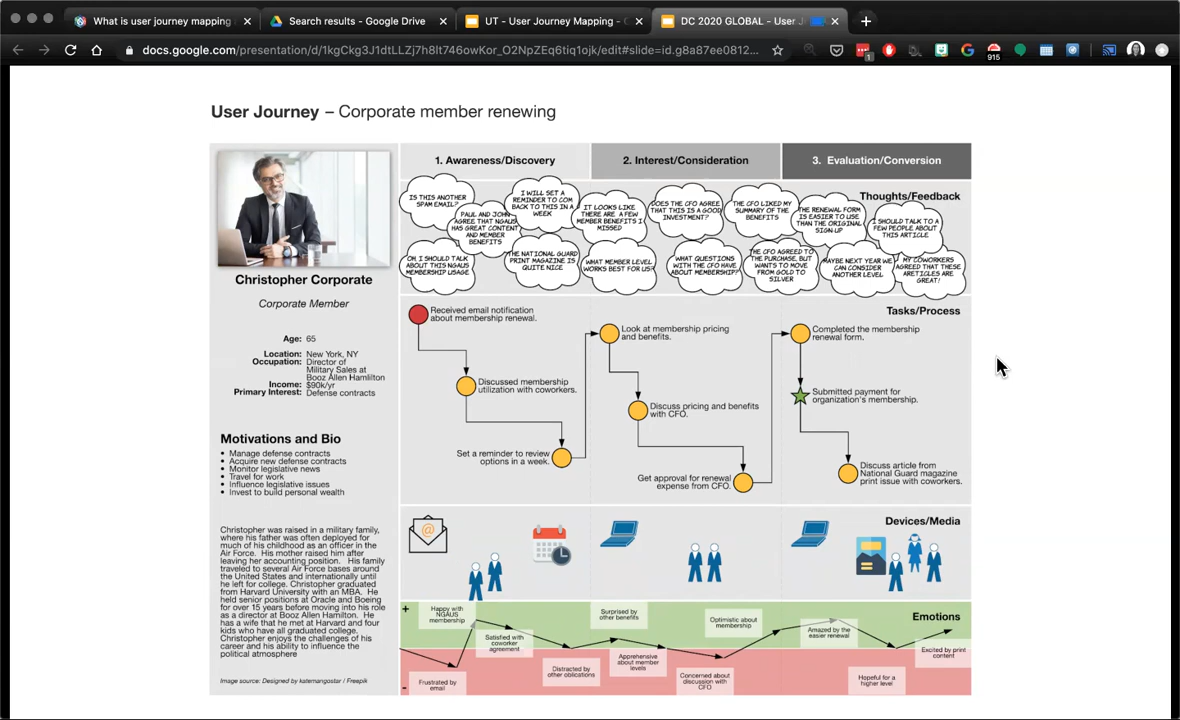 What is user journey mapping
Search results - Google Drive
UT - User Journey Mapping -
DC 2020 GLOBAL - User J
docs.google.com/presentation/d/1kgCkg3J1dtLLZj7h8lt746owKor_O2NpZEq6tiq1ojk/edit#slide=id.g8a87ee0812...
1
915
User Journey – Corporate member renewing
Christopher Corporate
Corporate Member
Age: 65
Location: New York, NY
Occupation: Director of
Military Sales at
Booz Allen Hamlilton
Income: $90k/yr
Primary Interest: Defense contracts
Motivations and Bio
• Manage defense contracts
• Acquire new defense contracts
• Monitor legislative news
• Travel for work
• Influence legislative issues
• Invest to build personal wealth
Christopher was raised in a military family,
where his father was often deployed for
much of his childhood as an officer in the
Air Force. His mother raised him after
leaving her accounting position. His family
traveled to several Air Force bases around
the United States and internationally until
he left for college. Christopher graduated
from Harvard University with an MBA. He
held senior positions at Oracle and Boeing
for over 15 years before moving into his role
as a director at Booz Allen Hamilton. He
has a wife that he met at Harvard and four
kids who have all graduated college.
Christopher enjoys the challenges of his
career and his ability to influence the
political atmosphere
Image source: Designed by katemangostar / Freepik
1. Awareness/Discovery
2. Interest/Consideration
3. Evaluation/Conversion
Thoughts/Feedback
IS THIS ANOTHER
SPAM EMAIL?
PAUL AND JOHN
AGREE THAT NGAUS
HAS GREAT CONTENT
AND MEMBER
BENEFITS
I WILL SET A
REMINDER TO COM
BACK TO THIS IN A
WEEK
IT LOOKS LIKE
THERE ARE A FEW
MEMBER BENEFITS I
MISSED
DOES THE CFO AGREE
THAT THIS IS A GOOD
INVESTMENT?
THE CFO LIKED MY
SUMMARY OF THE
BENEFITS
THE RENEWAL FORM
IS EASIER TO USE
THAN THE ORIGINAL
SIGN-UP
I SHOULD TALK TO A
FEW PEOPLE ABOUT
THIS ARTICLE
OH I SHOULD TALK
ABOUT THIS NGAUS
MEMBERSHIP USAGE
THE NATIONAL GUARD
PRINT MAGAZINE IS
QUITE NICE
WHAT MEMBER LEVEL
WORKS BEST FOR US?
WHAT QUESTIONS
WITH THE CFO HAVE
ABOUT MEMBERSHIP?
THE CFO AGREED TO
THE PURCHASE, BUT
WANTS TO MOVE
FROM GOLD TO
SILVER
MAYBE NEXT YEAR WE
CAN CONSIDER
ANOTHER LEVEL
MY COWORKERS
AGREED THAT THESE
ARETICLES ARE
GREAT!
Tasks/Process
Received email notification
about membership renewal.
Discussed membership
utilization with coworkers.
Set a reminder to review
options in a week.
Look at membership pricing
and benefits.
Discuss pricing and benefits
with CFO.
Get approval for renewal
expense from CFO.
Completed the membership
renewal form.
Submitted payment for
organization's membership.
Discuss article from
National Guard magazine
print issue with coworkers.
Devices/Media
@
Emotions
+
-
Frustrated by
email
Happy with
NGAUS
membership
Satisfied with
coworker
agreement
Distracted by
other oblications
Surprised by
other benefits
Apprehensive
about member
levels
Concerned about
discussion with
CFO
Optimistic about
membership
Amazed by the
easier renewal
Hopeful for a
higher level
Excited by print
content